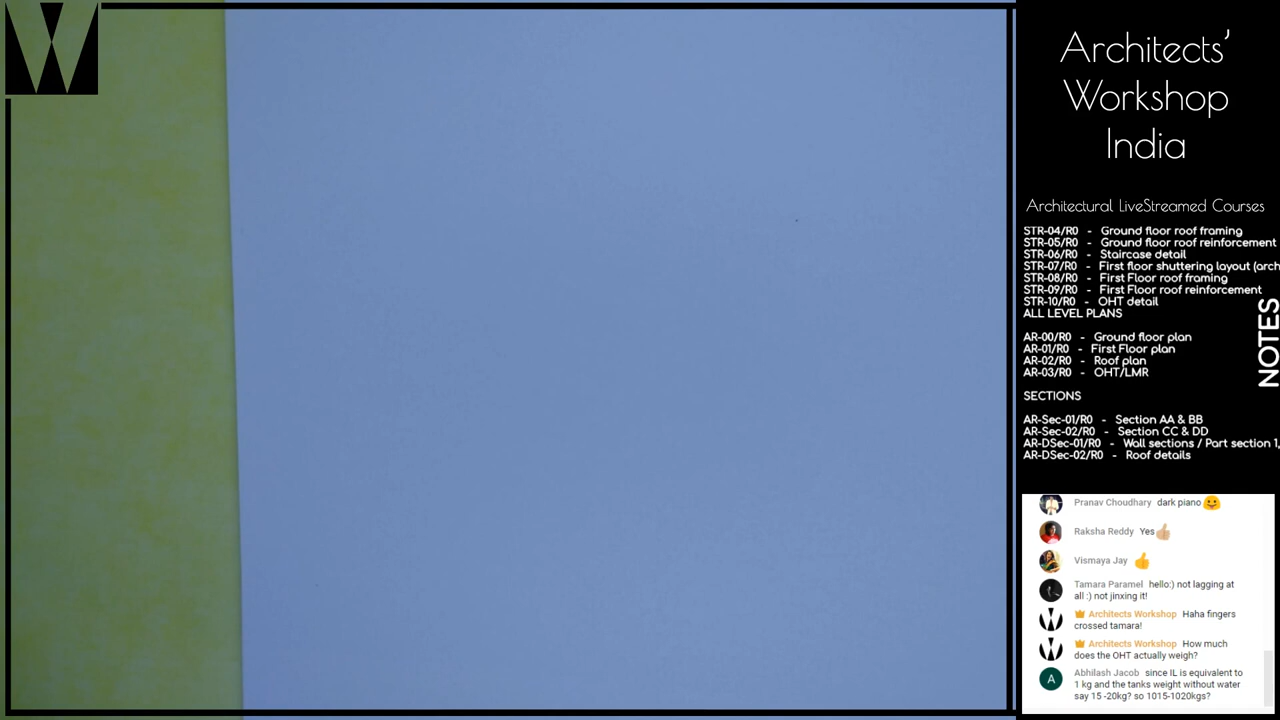 W
Architects’
Workshop
India
Architectural LiveStreamed Courses
STR-04/R0 - Ground floor roof framing
STR-05/R0 - Ground floor roof reinforcement
STR-06/R0 - Staircase detail
STR-07/R0 - First floor shuttering layout (arch
STR-08/R0 - First Floor roof framing
STR-09/R0 - First Floor roof reinforcement
STR-10/R0 - OHT detail
ALL LEVEL PLANS
AR-00/R0 - Ground floor plan
AR-01/R0 - First Floor plan
AR-02/R0 - Roof plan
AR-03/R0 - OHT/LMR
SECTIONS
AR-Sec-01/R0 - Section AA & BB
AR-Sec-02/R0 - Section CC & DD
AR-DSec-01/R0 - Wall sections / Part section 1,
AR-DSec-02/R0 - Roof details
NOTES
Pranav Choudhary dark piano 😀
Raksha Reddy Yes👍🏼
Vismaya Jay 👍
Tamara Paramel hello:) not lagging at
all :) not jinxing it!
Architects Workshop Haha fingers
crossed tamara!
Architects Workshop How much
does the OHT actually weigh?
A Abhilash Jacob since IL is equivalent to
1 kg and the tanks weight without water
say 15 -20kg? so 1015-1020kgs?